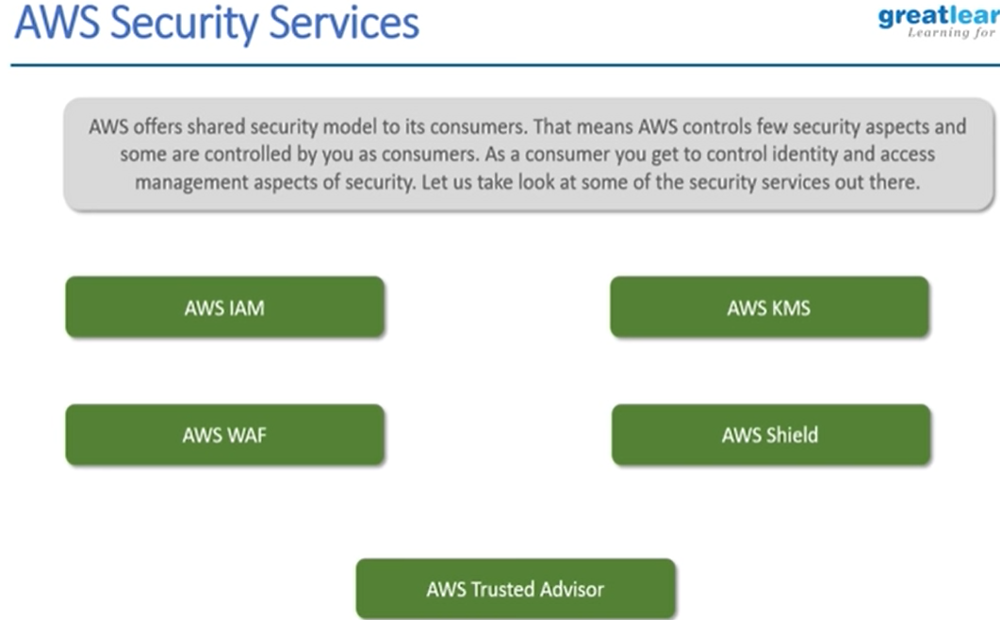 AWS Security Services
greatlear
Learning for
AWS offers shared security model to its consumers. That means AWS controls few security aspects and
some are controlled by you as consumers. As a consumer you get to control identity and access
management aspects of security. Let us take look at some of the security services out there.
AWS IAM
AWS KMS
AWS WAF
AWS Shield
AWS Trusted Advisor